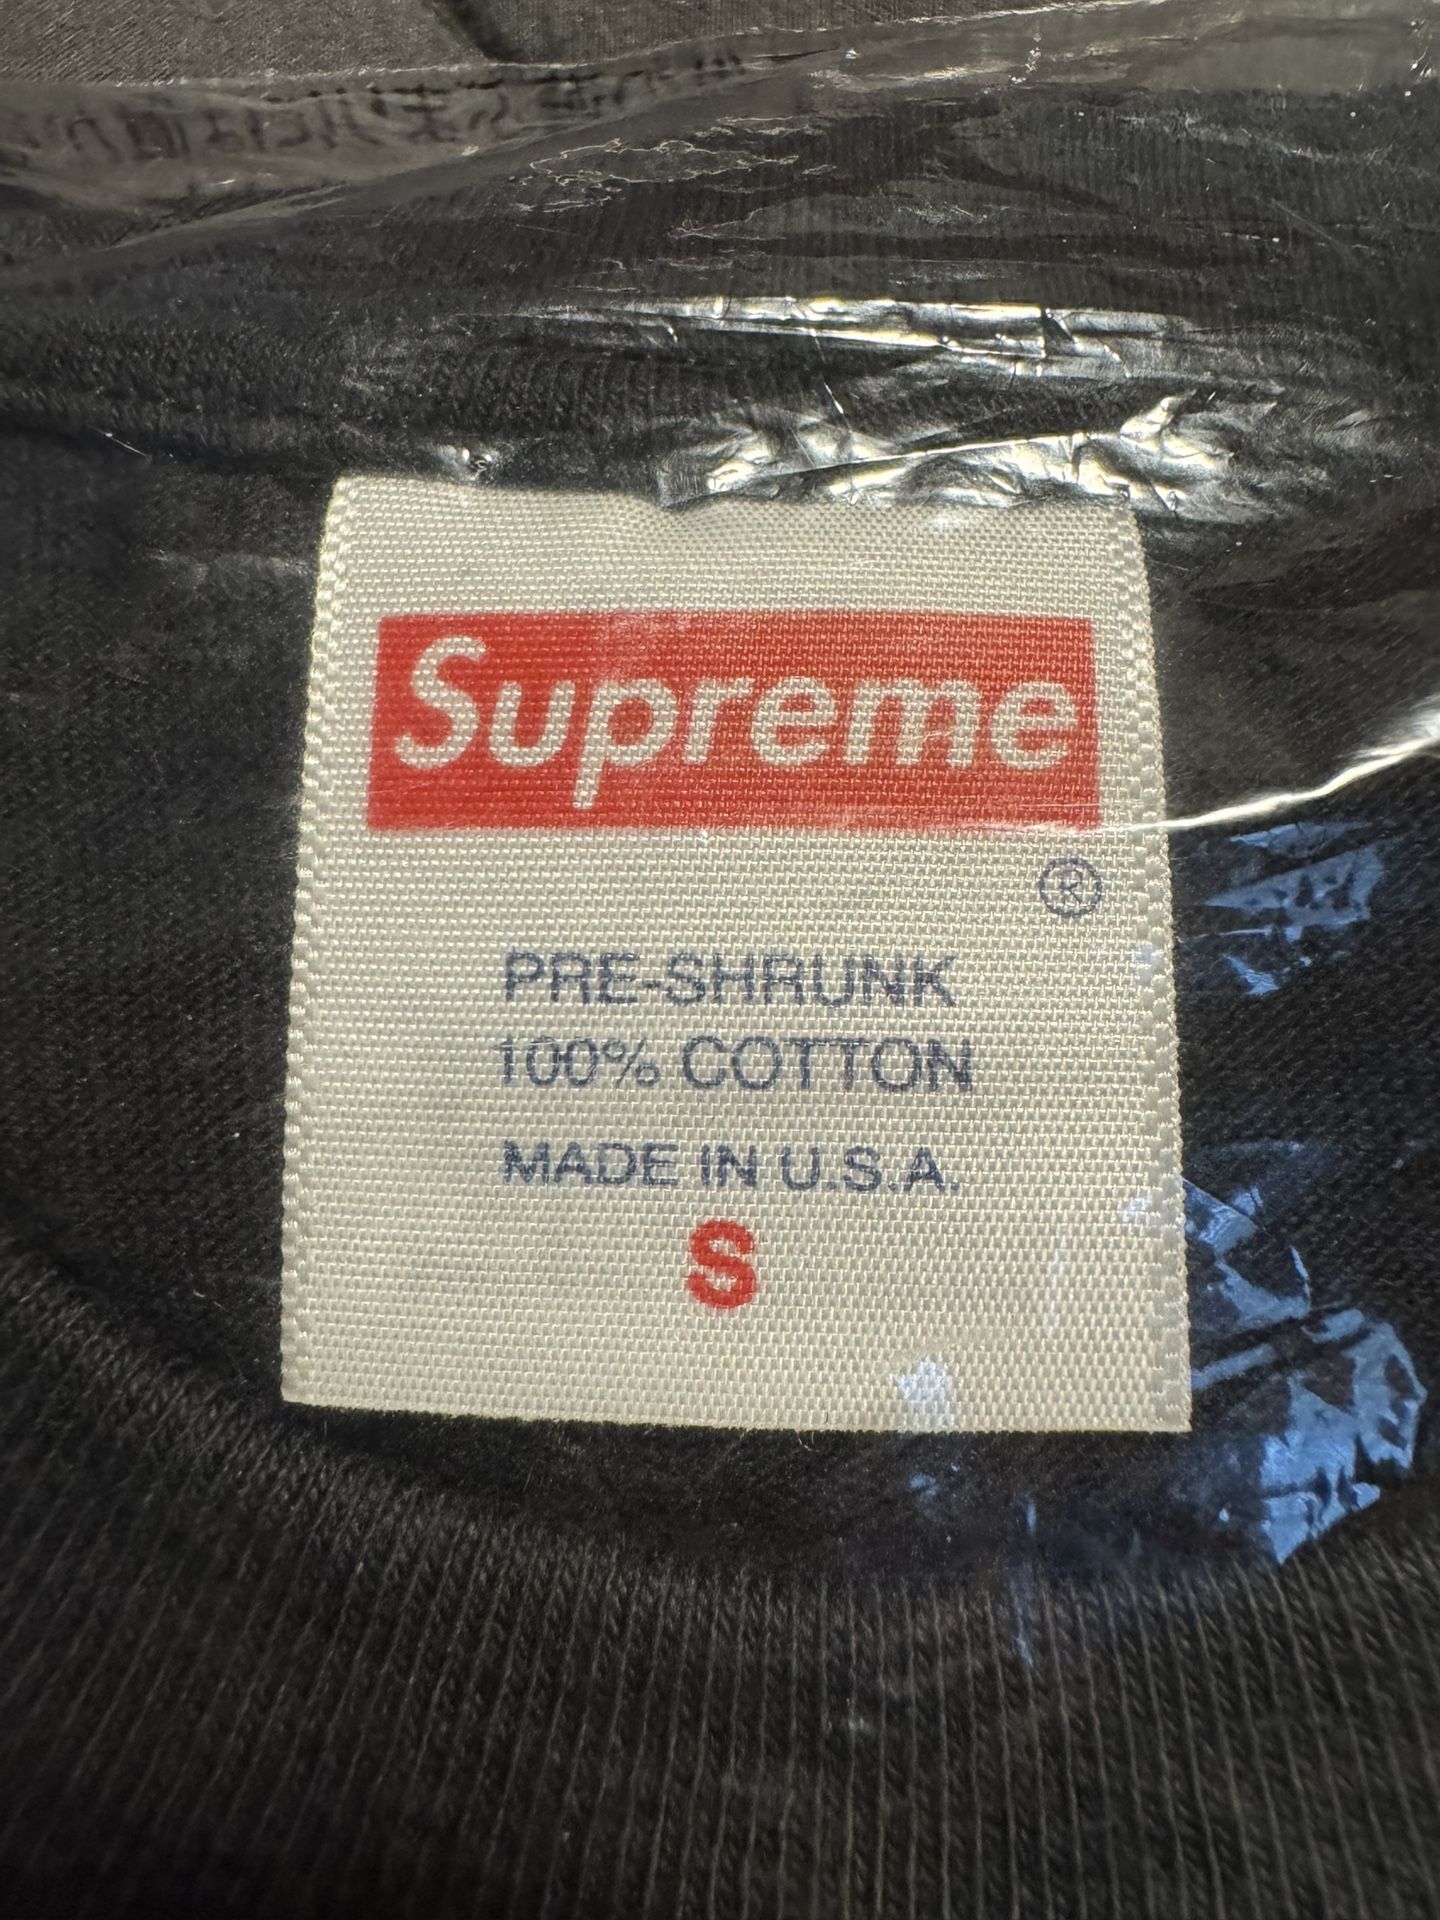 Supreme
®
PRE-SHRUNK
100% COTTON
MADE IN U.S.A.
S